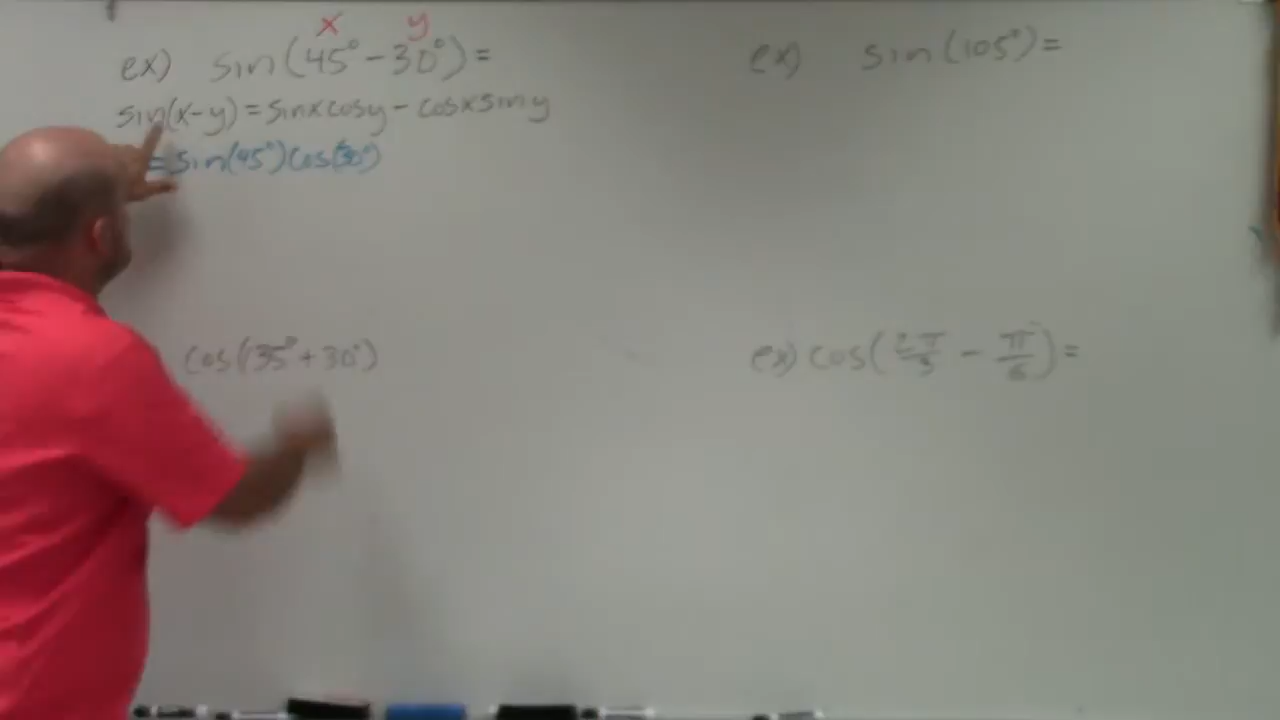 x y
ex) sin(45° - 30°) =
sin(x-y) = sinxcosy - cosxsiny
= sin(45°)cos(30°)
ex) sin(105°) =
cos(135° + 30°)
ex) cos(2π/3 - π/6) =